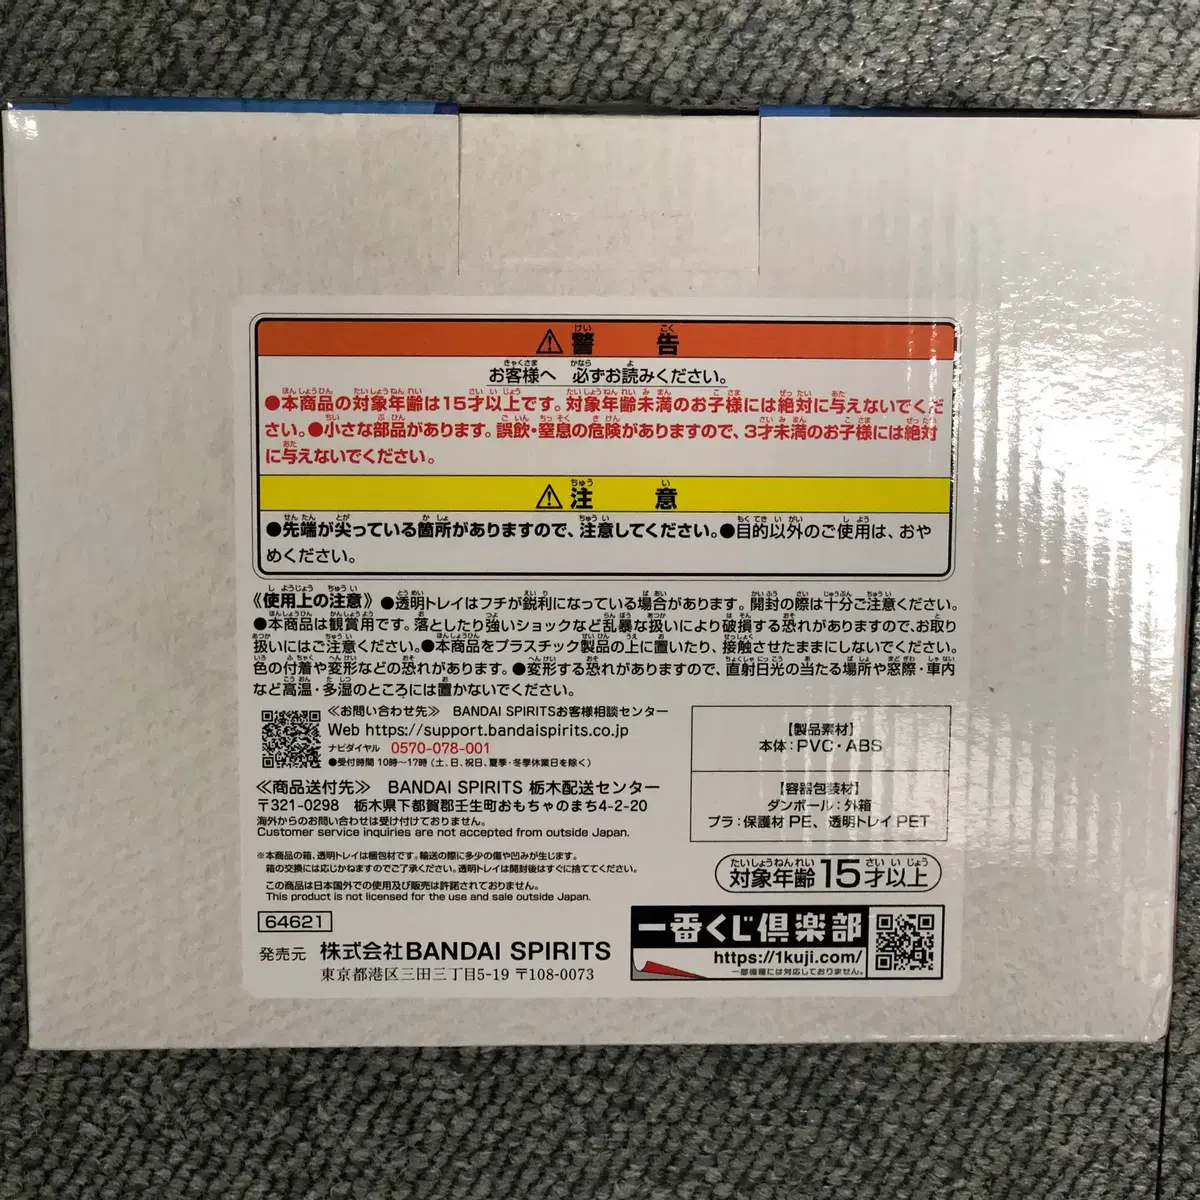 ⚠警告
お客様へ 必ずお読みください。
●本商品の対象年齢は15才以上です。対象年齢未満のお子様には絶対に与えないでくだ
さい。●小さな部品があります。誤飲・窒息の危険がありますので、3才未満のお子様には絶対
に与えないでください。
⚠注意
●先端が尖っている箇所がありますので、注意してください。●目的以外のご使用は、おや
めください。
《使用上の注意》●透明トレイはフチが鋭利になっている場合があります。開封の際は十分ご注意ください。
●本商品は観賞用です。落としたり強いショックなど乱暴な扱いにより破損する恐れがありますので、お取り
扱いにはご注意ください。●本商品をプラスチック製品の上に置いたり、接触させたままにしないでください。
色の付着や変形などの恐れがあります。●変形する恐れがありますので、直射日光の当たる場所や窓際・車内
など高温・多湿のところには置かないでください。
≪お問い合わせ先≫ BANDAI SPIRITSお客様相談センター
Web https://support.bandaispirits.co.jp
ナビダイヤル 0570-078-001
●受付時間 10時～17時(土、日、祝日、夏季・冬季休業日を除く)
≪商品送付先≫ BANDAI SPIRITS 栃木配送センター
〒321-0298 栃木県下都賀郡壬生町おもちゃのまち4-2-20
海外からのお問い合わせは受け付けておりません。
Customer service inquiries are not accepted from outside Japan.
※本商品の箱、透明トレイは梱包材です。輸送の際に多少の傷や凹みが生じます。
箱の交換には応じかねますのでご了承ください。透明トレイは開封後はすぐに捨ててください。
この商品は日本国外での使用及び販売は許諾されておりません。
This product is not licensed for the use and sale outside Japan.
64621
発売元 株式会社BANDAI SPIRITS
東京都港区三田三丁目5-19 〒108-0073
【製品素材】
本体:PVC・ABS
【容器包装材】
ダンボール:外箱
プラ:保護材 PE、透明トレイ PET
対象年齢15才以上
一番くじ倶楽部
https://1kuji.com/
一部機種には対応しておりません。